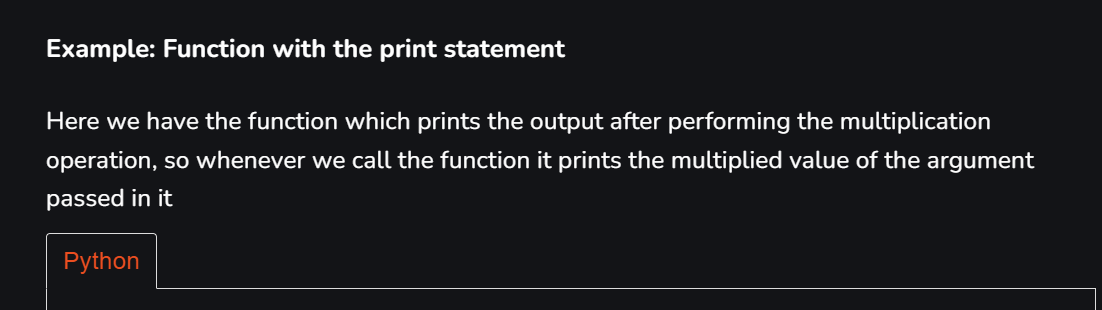 Example: Function with the print statement
Here we have the function which prints the output after performing the multiplication
operation, so whenever we call the function it prints the multiplied value of the argument
passed in it
Python